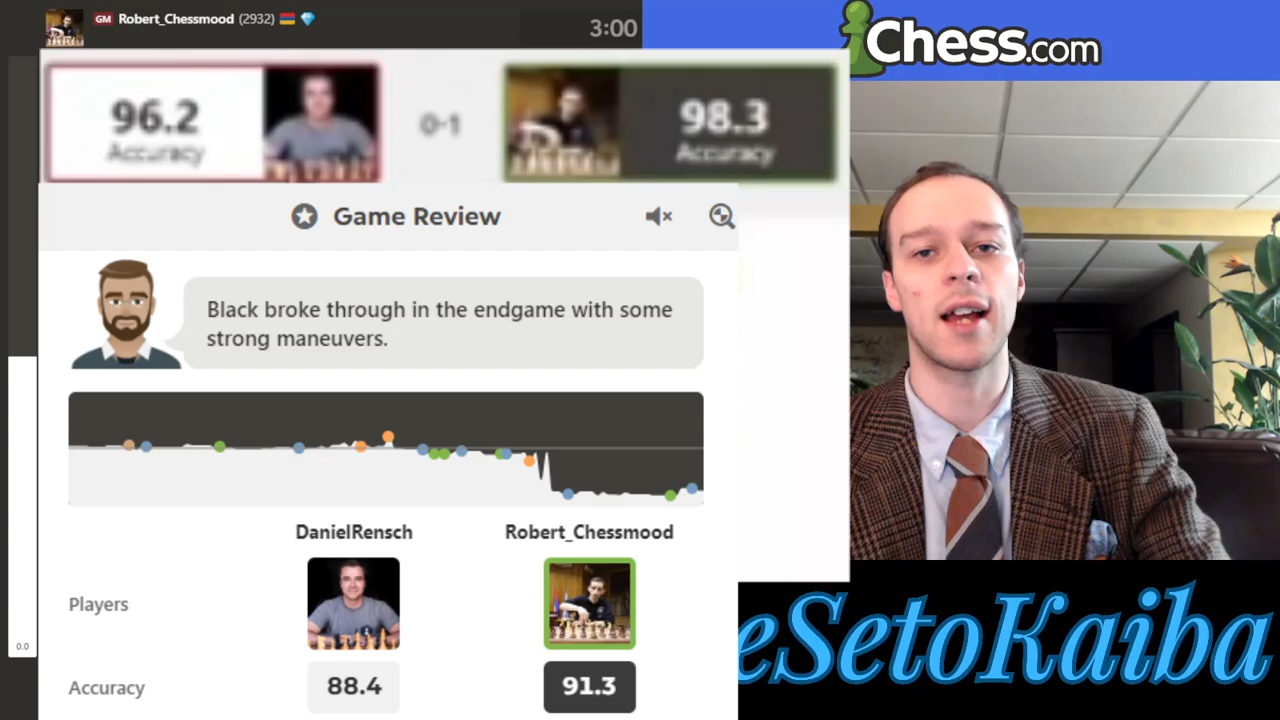 GM Robert_Chessmood (2932)
3:00
Chess.com
96.2
Accuracy
0-1
98.3
Accuracy
Game Review
Black broke through in the endgame with some
strong maneuvers.
DanielRensch
Robert_Chessmood
Players
0.0
eSetoKaiba
Accuracy
88.4
91.3